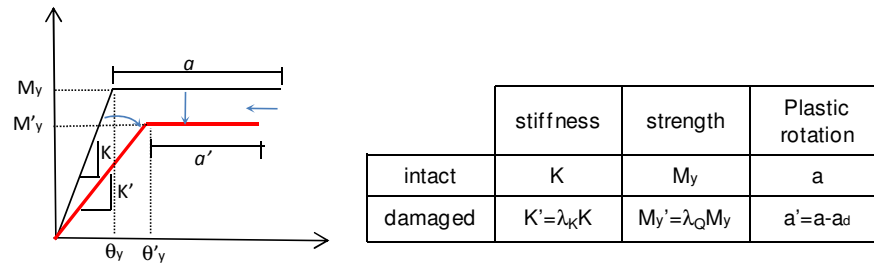 a
My
M'y
a'
K
K'
θy θ'y
stiffness strength Plastic rotation
intact K My a
damaged K'=λKK My'=λQMy a'=a-ad